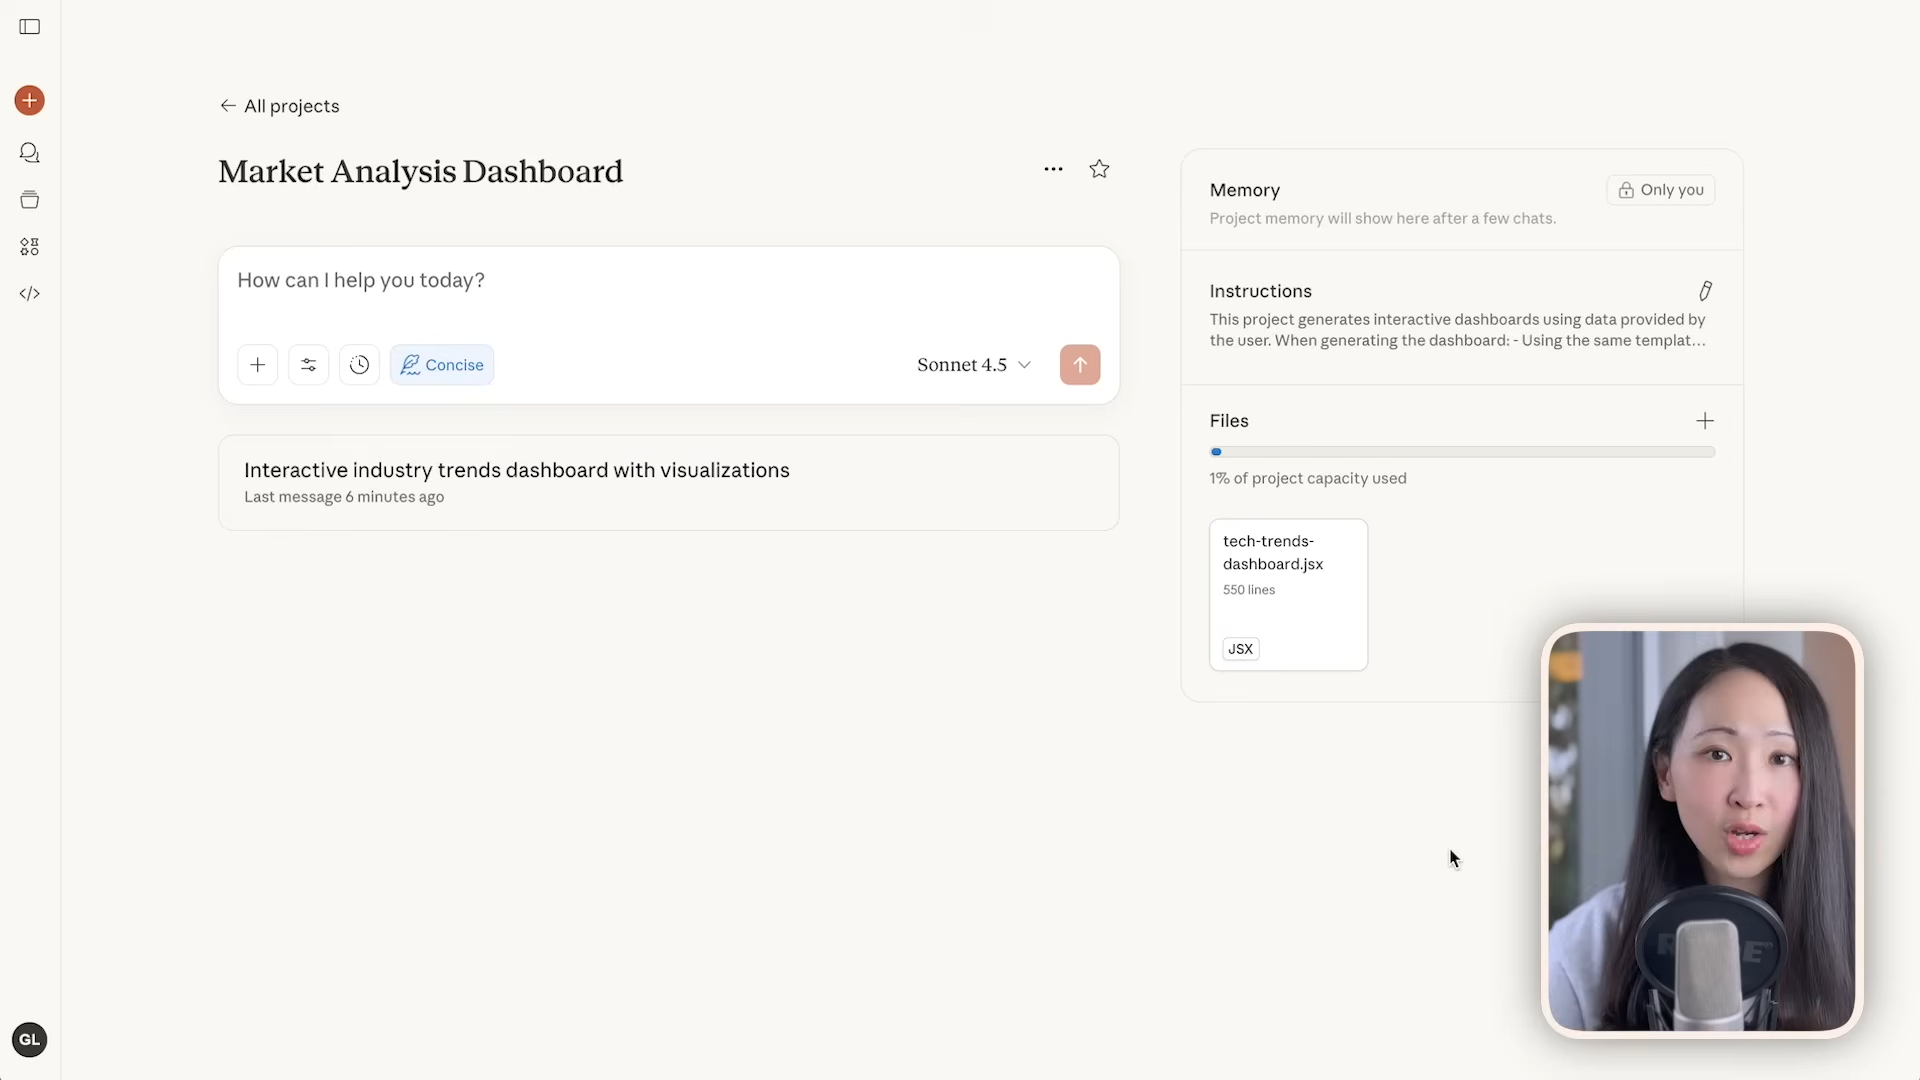 All projects
Market Analysis Dashboard
How can I help you today?
Concise
Sonnet 4.5
Interactive industry trends dashboard with visualizations
Last message 6 minutes ago
Memory
Only you
Project memory will show here after a few chats.
Instructions
This project generates interactive dashboards using data provided by
the user. When generating the dashboard: - Using the same templat...
Files
1% of project capacity used
tech-trends-
dashboard.jsx
550 lines
JSX
GL